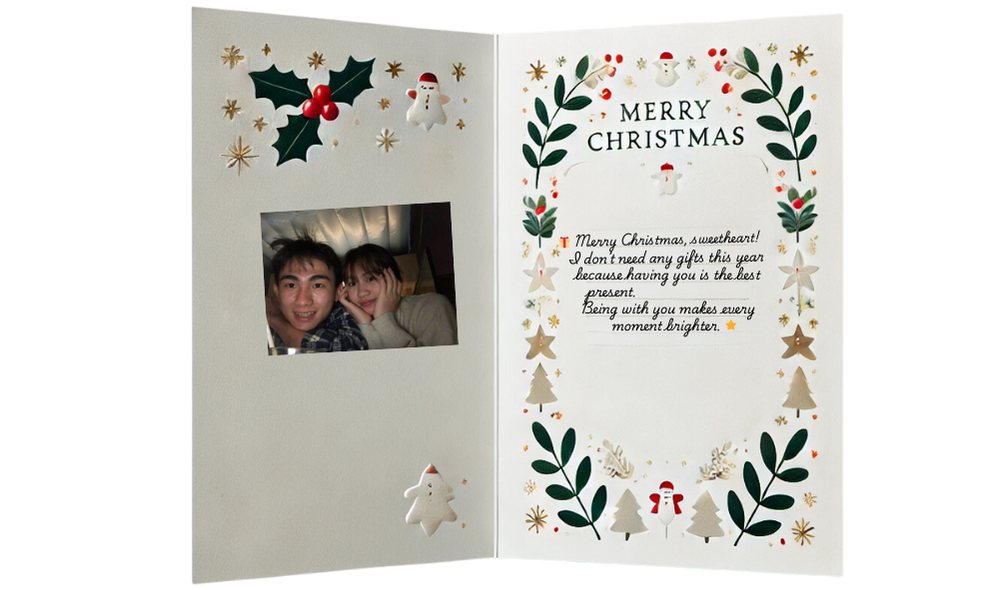 MERRY
CHRISTMAS
🎁 Merry Christmas, sweetheart!
I don't need any gifts this year
because having you is the best
present.
Being with you makes every
moment brighter. ⭐